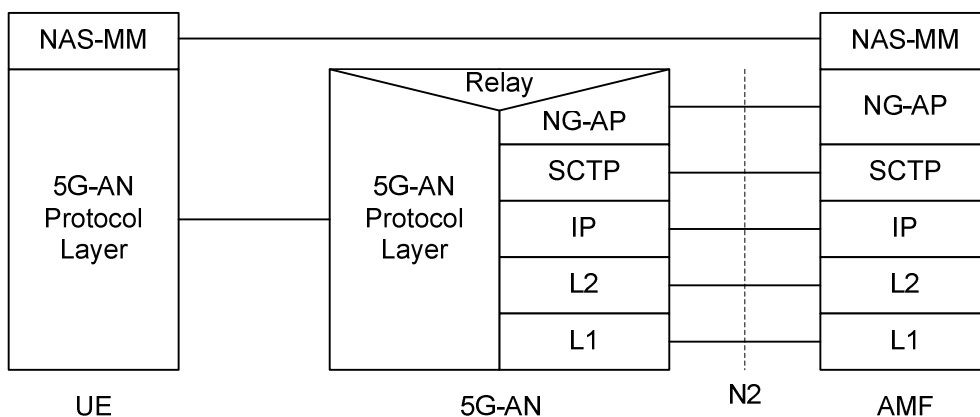 NAS-MM
NAS-MM
Relay
NG-AP
NG-AP
SCTP
SCTP
5G-AN
Protocol
Layer
5G-AN
Protocol
Layer
IP
IP
L2
L2
L1
L1
UE
5G-AN
N2
AMF